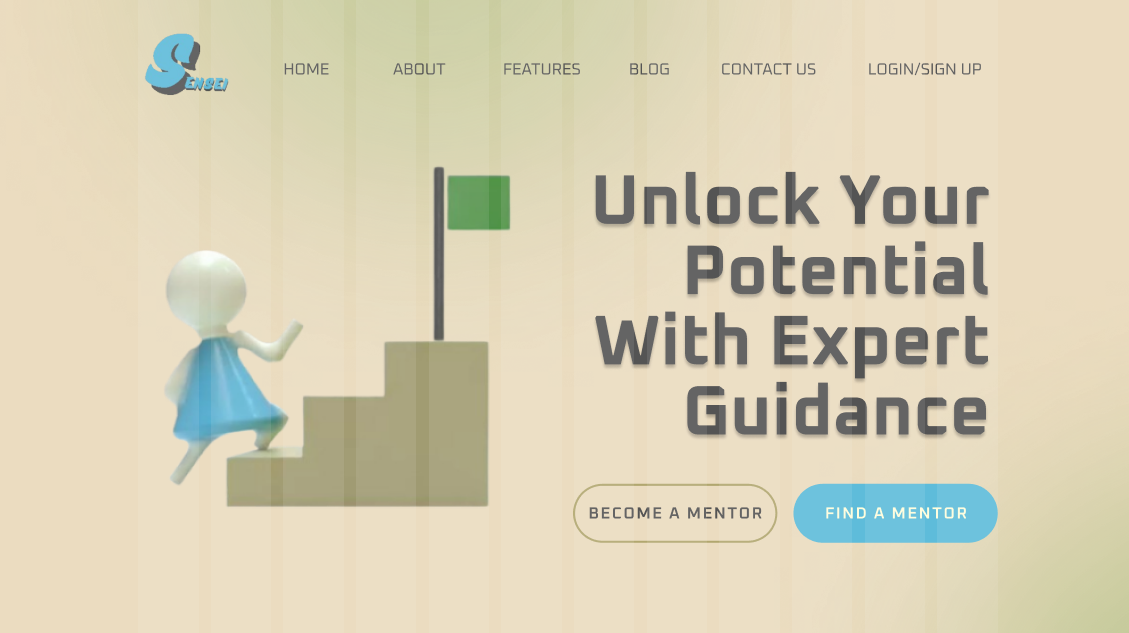 SENSEI
HOME ABOUT FEATURES BLOG CONTACT US LOGIN/SIGN UP
Unlock Your
Potential
With Expert
Guidance
BECOME A MENTOR FIND A MENTOR